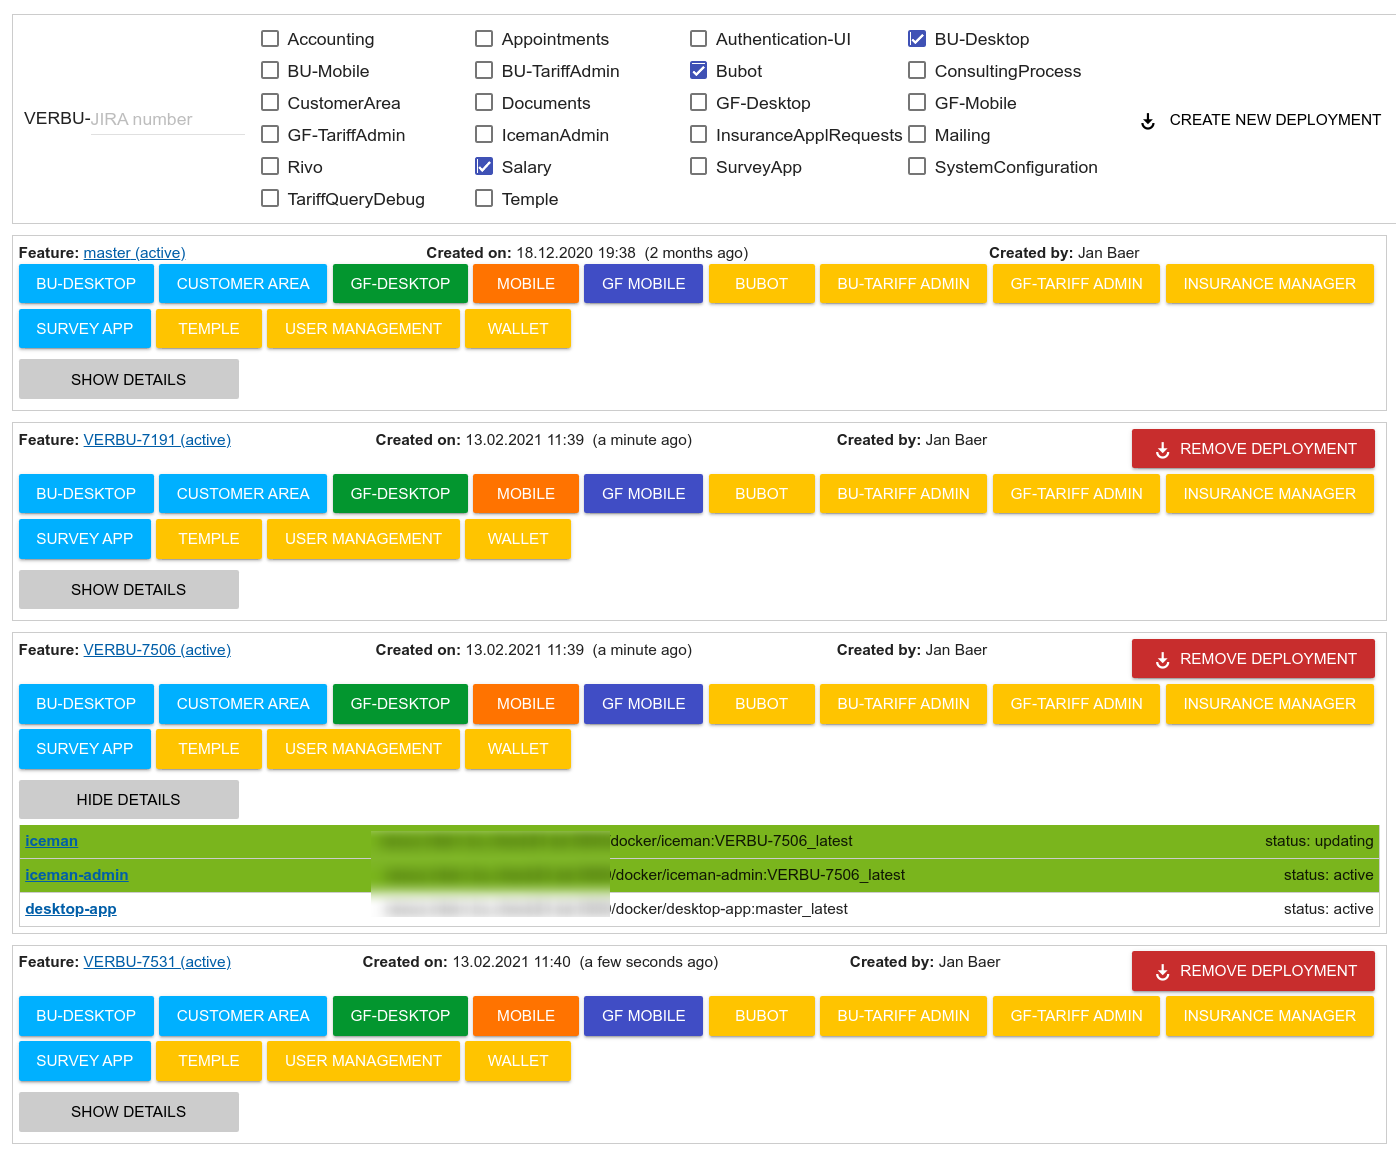 Accounting Appointments Authentication-UI BU-Desktop
BU-Mobile BU-TariffAdmin Bubot ConsultingProcess
CustomerArea Documents GF-Desktop GF-Mobile
VERBU-JIRA number CREATE NEW DEPLOYMENT
GF-TariffAdmin IcemanAdmin InsuranceApplRequests Mailing
Rivo Salary SurveyApp SystemConfiguration
TariffQueryDebug Temple
Feature: master (active) Created on: 18.12.2020 19:38 (2 months ago) Created by: Jan Baer
BU-DESKTOP CUSTOMER AREA GF-DESKTOP MOBILE GF MOBILE BUBOT BU-TARIFF ADMIN GF-TARIFF ADMIN INSURANCE MANAGER
SURVEY APP TEMPLE USER MANAGEMENT WALLET
SHOW DETAILS
Feature: VERBU-7191 (active) Created on: 13.02.2021 11:39 (a minute ago) Created by: Jan Baer REMOVE DEPLOYMENT
BU-DESKTOP CUSTOMER AREA GF-DESKTOP MOBILE GF MOBILE BUBOT BU-TARIFF ADMIN GF-TARIFF ADMIN INSURANCE MANAGER
SURVEY APP TEMPLE USER MANAGEMENT WALLET
SHOW DETAILS
Feature: VERBU-7506 (active) Created on: 13.02.2021 11:39 (a minute ago) Created by: Jan Baer REMOVE DEPLOYMENT
BU-DESKTOP CUSTOMER AREA GF-DESKTOP MOBILE GF MOBILE BUBOT BU-TARIFF ADMIN GF-TARIFF ADMIN INSURANCE MANAGER
SURVEY APP TEMPLE USER MANAGEMENT WALLET
HIDE DETAILS
iceman /docker/iceman:VERBU-7506_latest status: updating
iceman-admin /docker/iceman-admin:VERBU-7506_latest status: active
desktop-app /docker/desktop-app:master_latest status: active
Feature: VERBU-7531 (active) Created on: 13.02.2021 11:40 (a few seconds ago) Created by: Jan Baer REMOVE DEPLOYMENT
BU-DESKTOP CUSTOMER AREA GF-DESKTOP MOBILE GF MOBILE BUBOT BU-TARIFF ADMIN GF-TARIFF ADMIN INSURANCE MANAGER
SURVEY APP TEMPLE USER MANAGEMENT WALLET
SHOW DETAILS